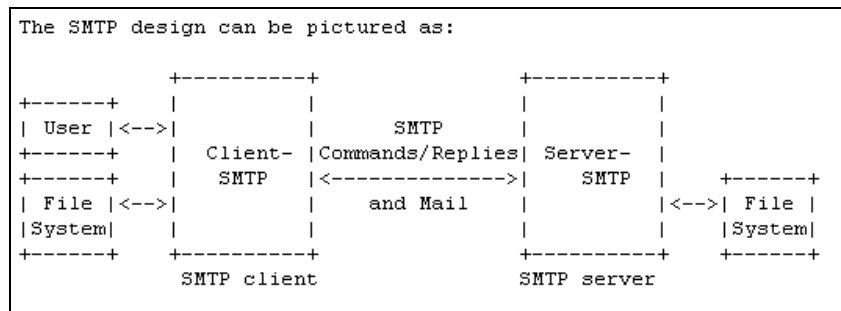 The SMTP design can be pictured as:
              +----------+                +----------+
+------+      |          |                |          |
| User |<-->|            |      SMTP      |          |
+------+      |  Client- |Commands/Replies| Server-  |
+------+      |   SMTP   |<-------------->|    SMTP  |    +------+
| File |<-->|            |    and Mail    |          |<-->| File |
|System|      |          |                |          |    |System|
+------+      +----------+                +----------+    +------+
               SMTP client                SMTP server